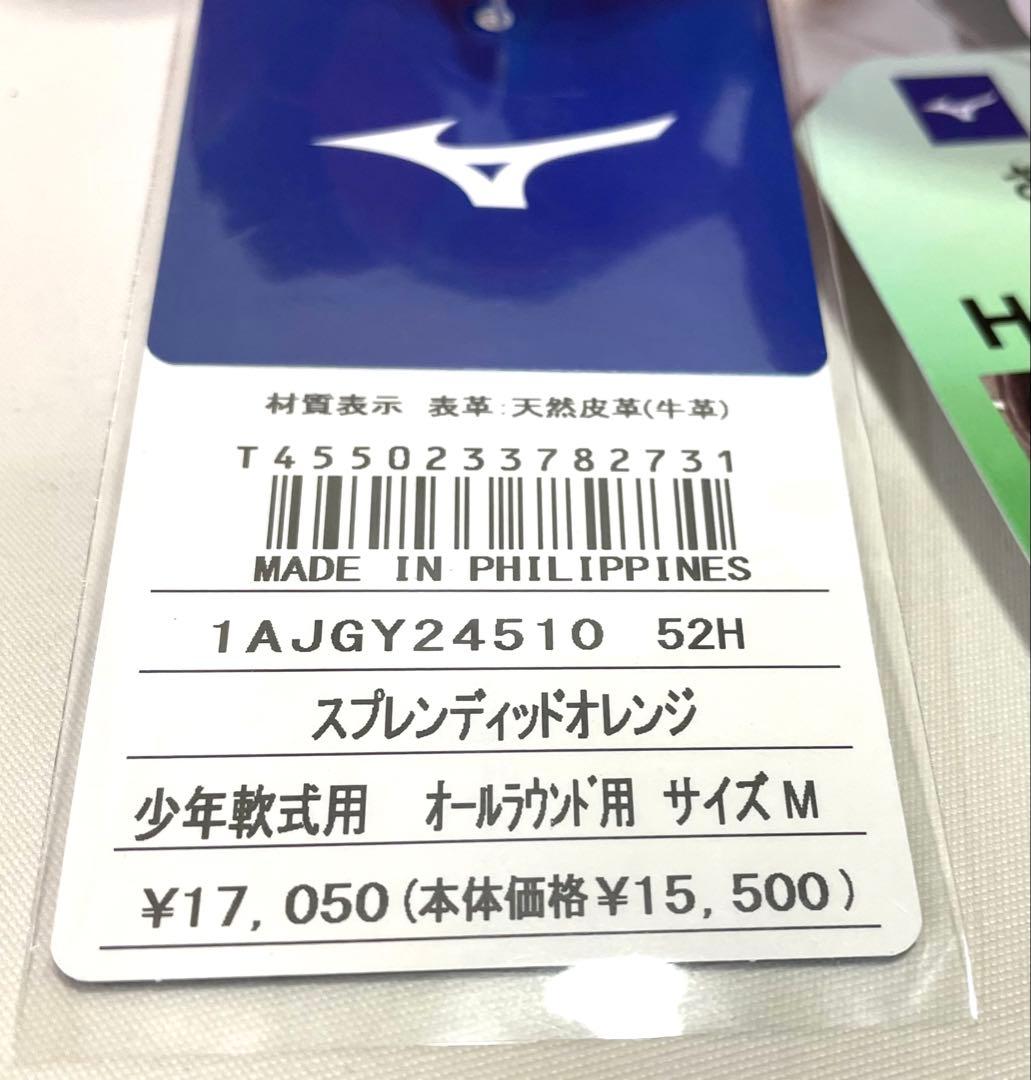 材質表示 表革:天然皮革(牛革)
T4550233782731
MADE IN PHILIPPINES
1AJGY24510 52H
スプレンディッドオレンジ
少年軟式用 オールラウンド用 サイズM
¥17,050(本体価格¥15,500)
H